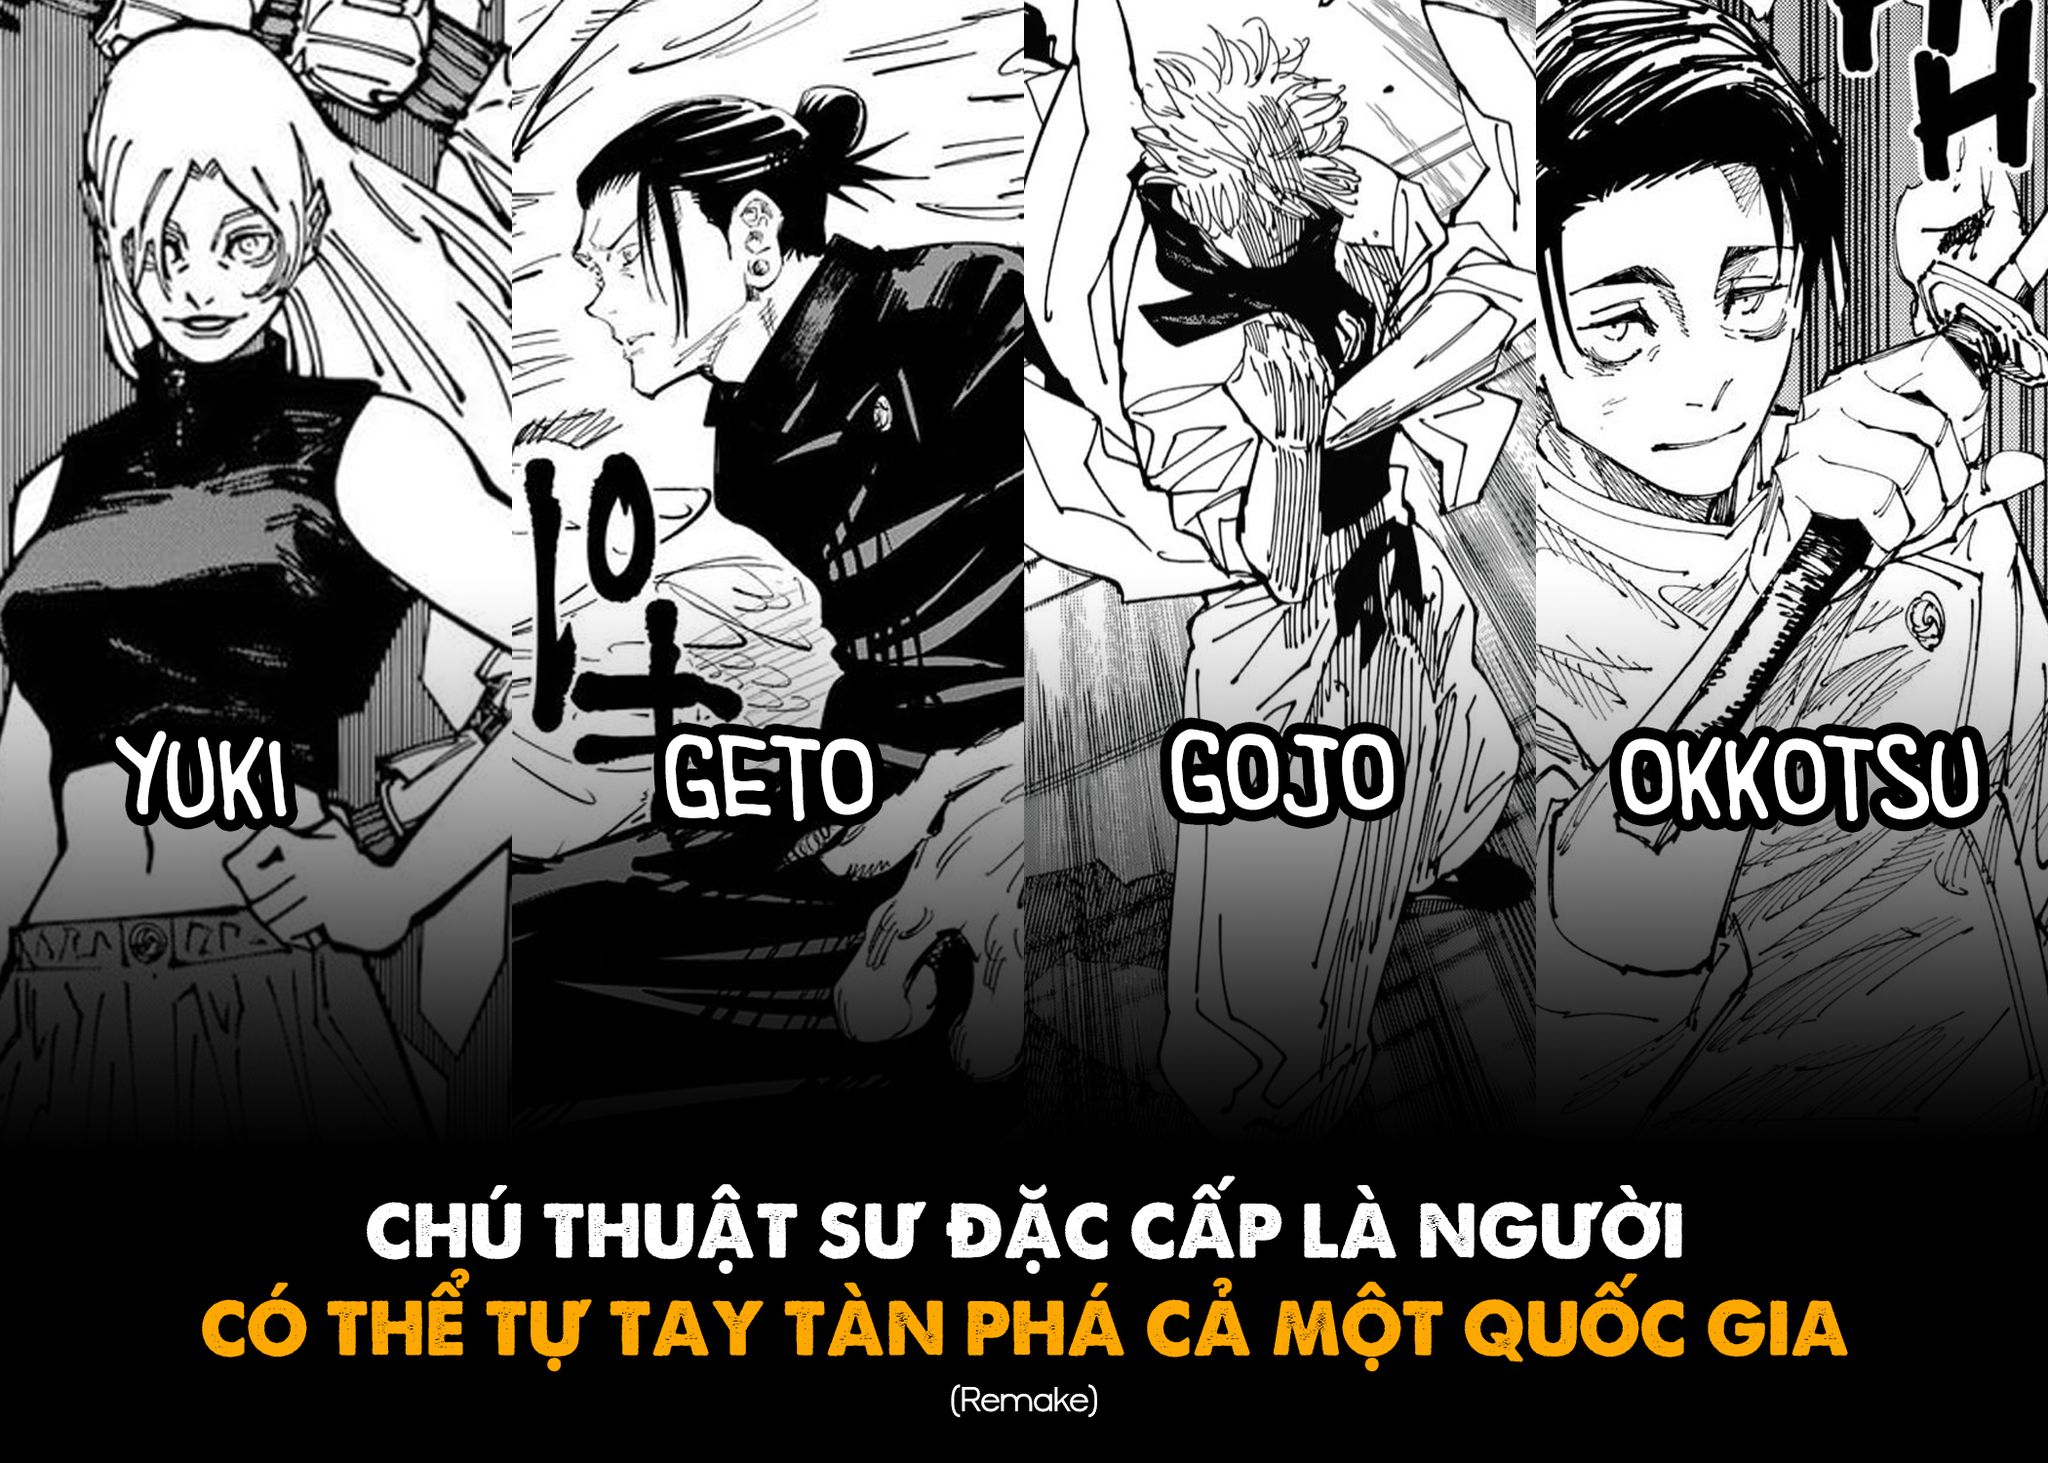 YUKI
GETO
GOJO
OKKOTSU
CHÚ THUẬT SƯ ĐẶC CẤP LÀ NGƯỜI
CÓ THỂ TỰ TAY TÀN PHÁ CẢ MỘT QUỐC GIA
(Remake)